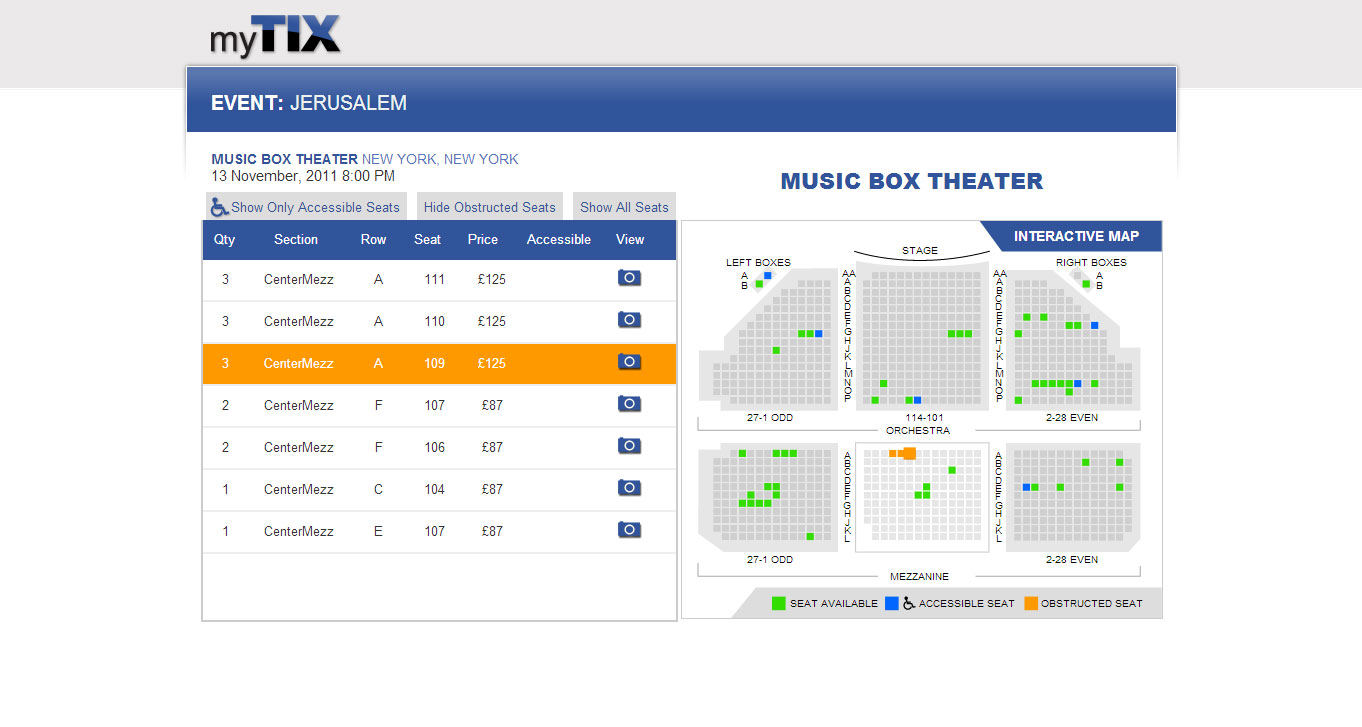 myTIX
EVENT: JERUSALEM
MUSIC BOX THEATER NEW YORK, NEW YORK
13 November, 2011 8:00 PM
Show Only Accessible Seats Hide Obstructed Seats Show All Seats
Qty Section Row Seat Price Accessible View
3 CenterMezz A 111 £125
3 CenterMezz A 110 £125
3 CenterMezz A 109 £125
2 CenterMezz F 107 £87
2 CenterMezz F 106 £87
1 CenterMezz C 104 £87
1 CenterMezz E 107 £87
MUSIC BOX THEATER
INTERACTIVE MAP
STAGE
LEFT BOXES
A
B
RIGHT BOXES
A
B
AA
A
B
C
D
E
F
G
H
J
K
L
M
N
O
P
AA
A
B
C
D
E
F
G
H
J
K
L
M
N
O
P
27-1 ODD 114-101 2-28 EVEN
ORCHESTRA
A
B
C
D
E
F
G
H
J
K
L
A
B
C
D
E
F
G
H
J
K
L
27-1 ODD 2-28 EVEN
MEZZANINE
SEAT AVAILABLE ACCESSIBLE SEAT OBSTRUCTED SEAT